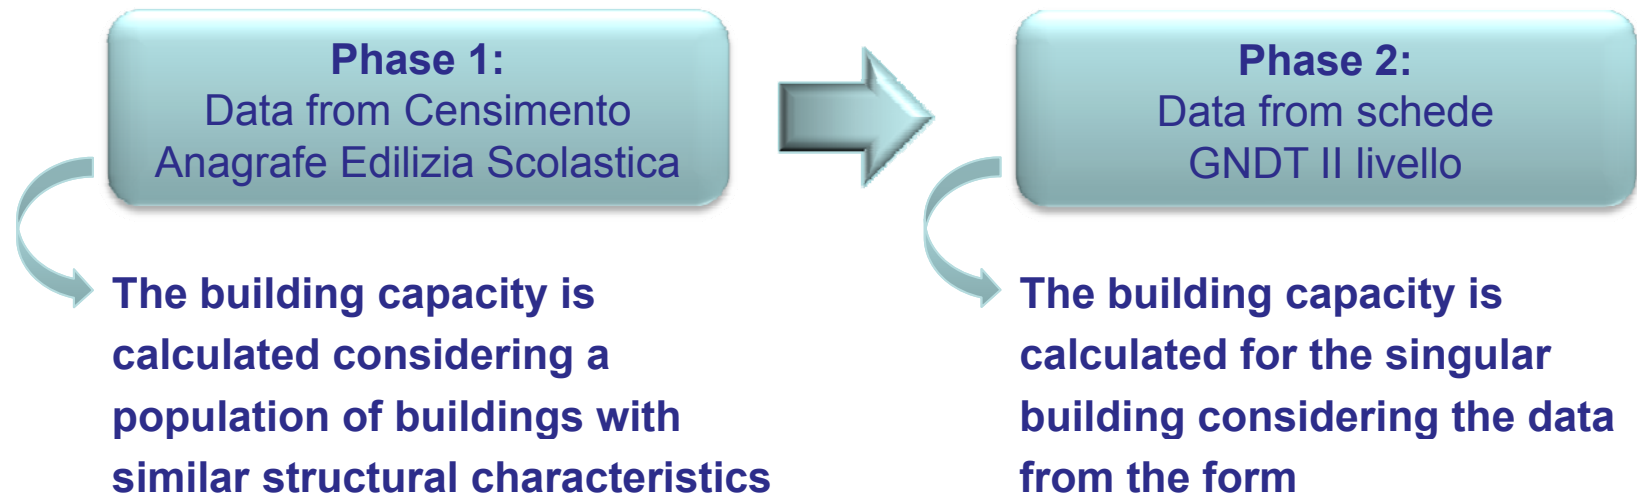 Phase 1:
Data from Censimento
Anagrafe Edilizia Scolastica
The building capacity is
calculated considering a
population of buildings with
similar structural characteristics
Phase 2:
Data from schede
GNDT II livello
The building capacity is
calculated for the singular
building considering the data
from the form